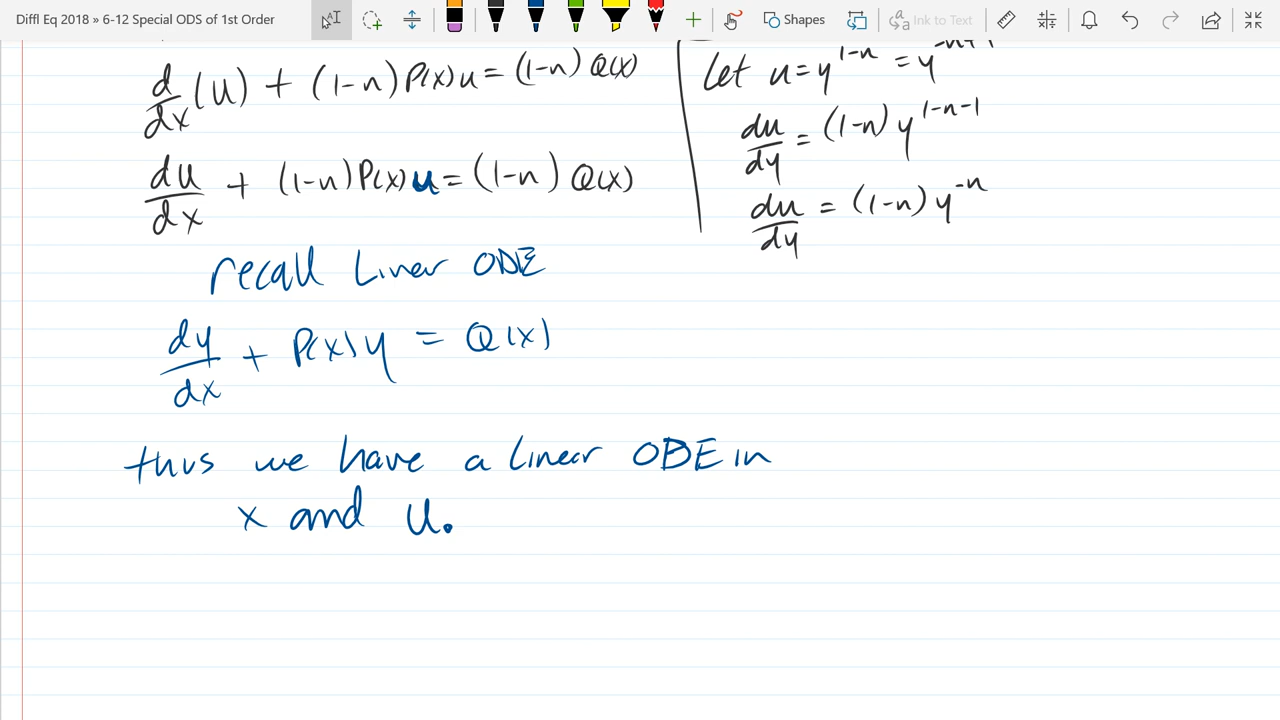 Diffl Eq 2018 » 6-12 Special ODS of 1st Order
Shapes
Ink to Text
d/dx (u) + (1-n)P(x)u = (1-n)Q(x)
du/dx + (1-n)P(x)u = (1-n)Q(x)
recall Liner ODE
dy/dx + P(x)y = Q(x)
thus we have a linear ODE in
x and u.
Let u = y^{1-n} = y^{-n+1}
du/dy = (1-n)y^{1-n-1}
du/dy = (1-n)y^{-n}